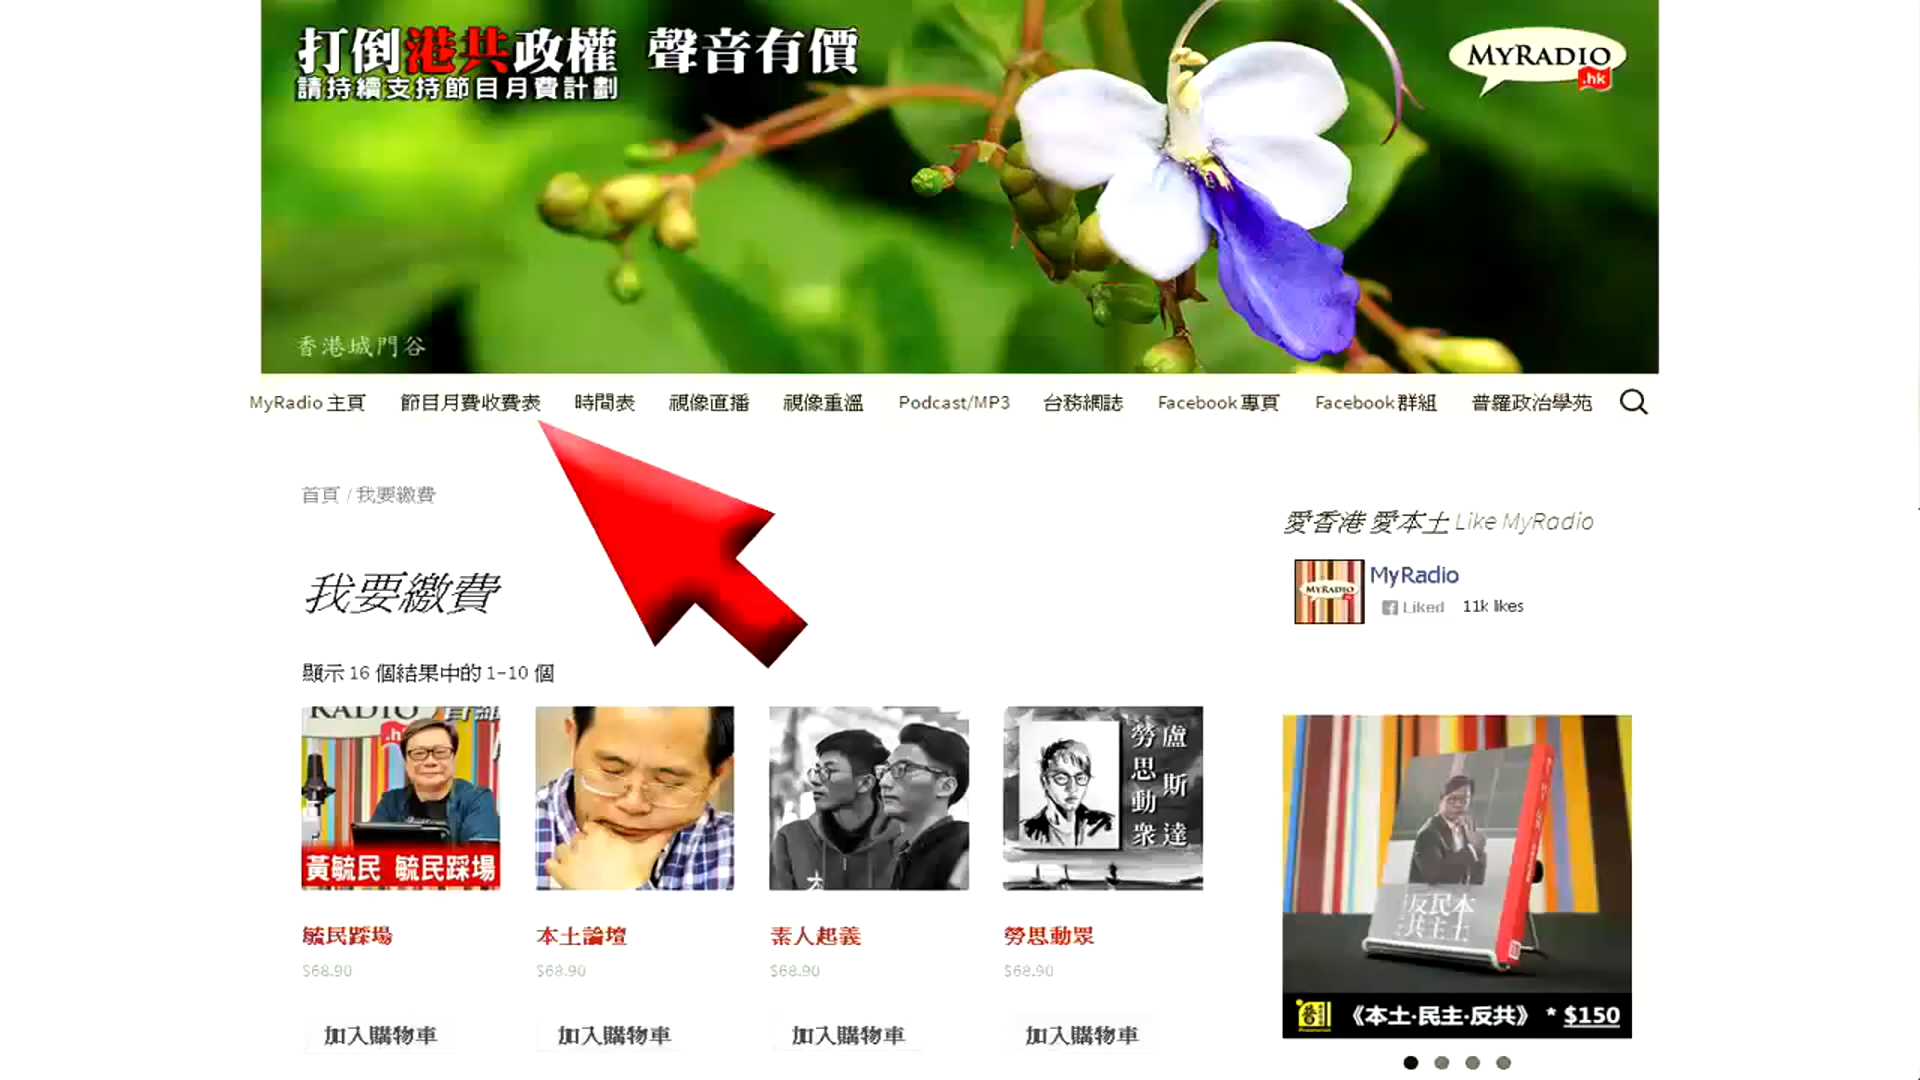 打倒港共政權 聲音有價
請持續支持節目月費計劃
MYRADIO
.hk
香港城門谷
MyRadio 主頁 節目月費收費表 時間表 視像直播 視像重溫 Podcast/MP3 台務網誌 Facebook 專頁 Facebook 群組 普羅政治學苑
首頁 / 我要繳費
愛香港 愛本土 Like MyRadio
我要繳費
MYRADIO
MyRadio
Liked 11k likes
顯示 16 個結果中的 1–10 個
RADIO
.h
黃毓民 毓民踩場
勞思動眾
盧斯達
毓民踩場 本土論壇 素人起義 勞思動眾
$68.90 $68.90 $68.90 $68.90
加入購物車 加入購物車 加入購物車 加入購物車
本土
民主
反共
《本土·民主·反共》 * $150